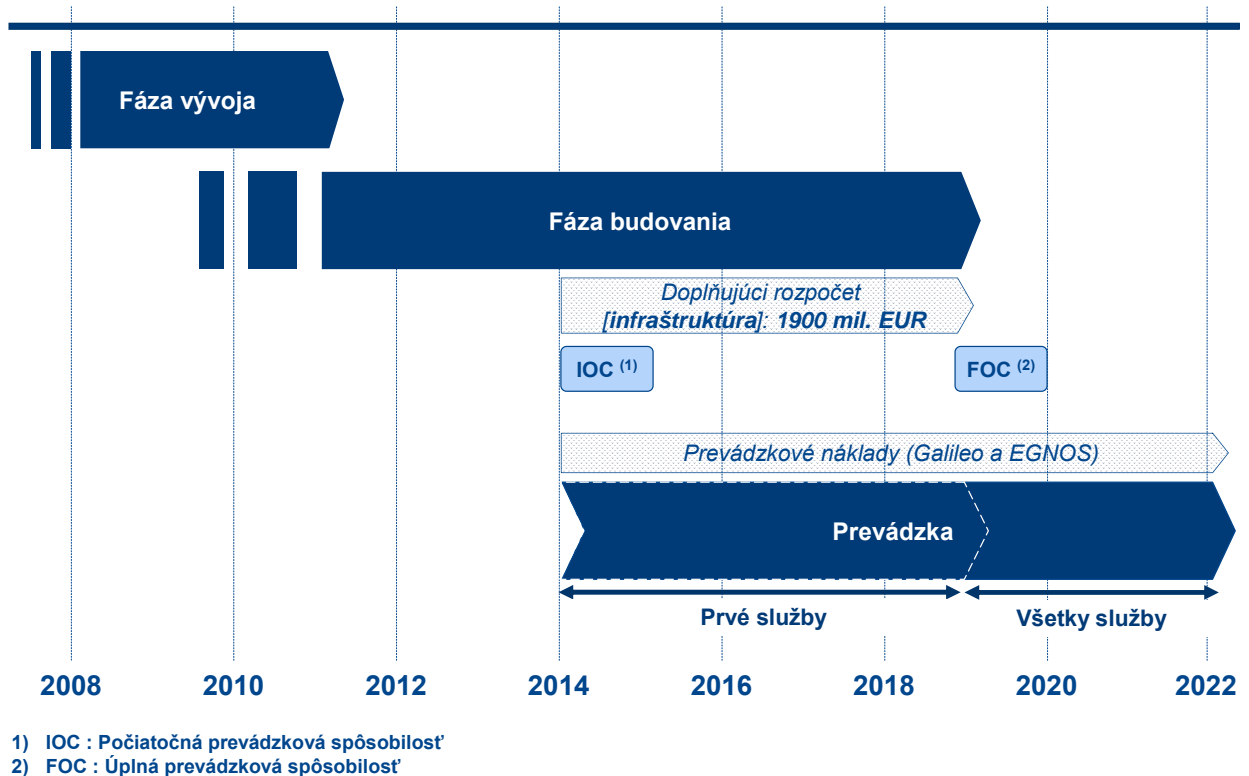 Fáza vývoja
Fáza budovania
Doplňujúci rozpočet
[infraštruktúra]: 1900 mil. EUR
IOC (1)
FOC (2)
Prevádzkové náklady (Galileo a EGNOS)
Prevádzka
Prvé služby
Všetky služby
2008 2010 2012 2014 2016 2018 2020 2022
1) IOC : Počiatočná prevádzková spôsobilosť
2) FOC : Úplná prevádzková spôsobilosť